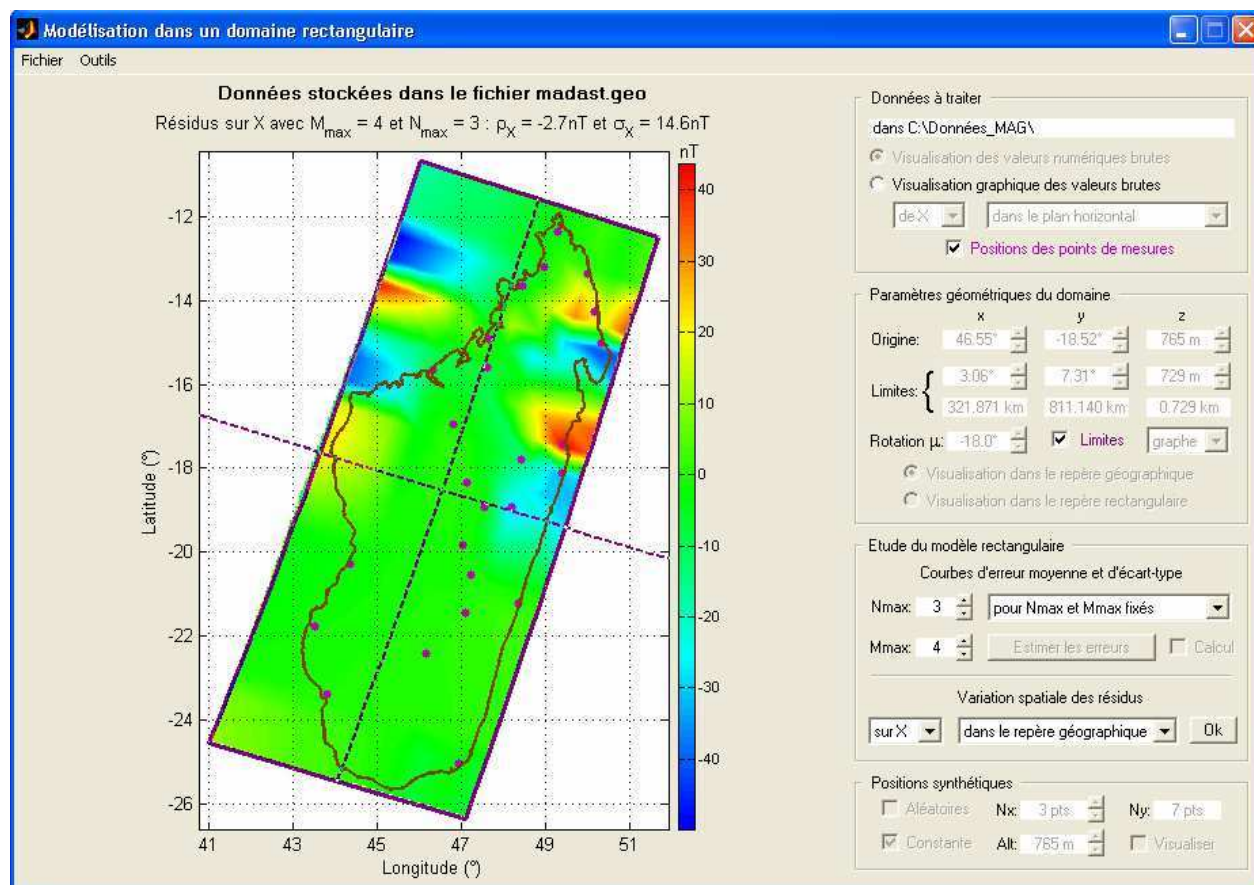 Modélisation dans un domaine rectangulaire
Fichier Outils
Données stockées dans le fichier madast.geo
Résidus sur X avec Mmax = 4 et Nmax = 3 : ρX = -2.7nT et σX = 14.6nT
nT
40
30
20
10
0
-10
-20
-30
-40
-12
-14
-16
-18
-20
-22
-24
-26
Latitude (°)
41 43 45 47 49 51
Longitude (°)
Données à traiter
dans C:\Données_MAG\
Visualisation des valeurs numériques brutes
Visualisation graphique des valeurs brutes
de X dans le plan horizontal
Positions des points de mesures
Paramètres géométriques du domaine
x y z
Origine: 46.55° -18.52° 765 m
Limites: { 3.06° 7.31° 729 m
321.871 km 811.140 km 0.729 km
Rotation µ: -18.0° Limites graphe
Visualisation dans le repère géographique
Visualisation dans le repère rectangulaire
Etude du modèle rectangulaire
Courbes d'erreur moyenne et d'écart-type
Nmax: 3 pour Nmax et Mmax fixés
Mmax: 4 Estimer les erreurs Calcul
Variation spatiale des résidus
sur X dans le repère géographique Ok
Positions synthétiques
Aléatoires Nx: 3 pts Ny: 7 pts
Constante Alt: 765 m Visualiser